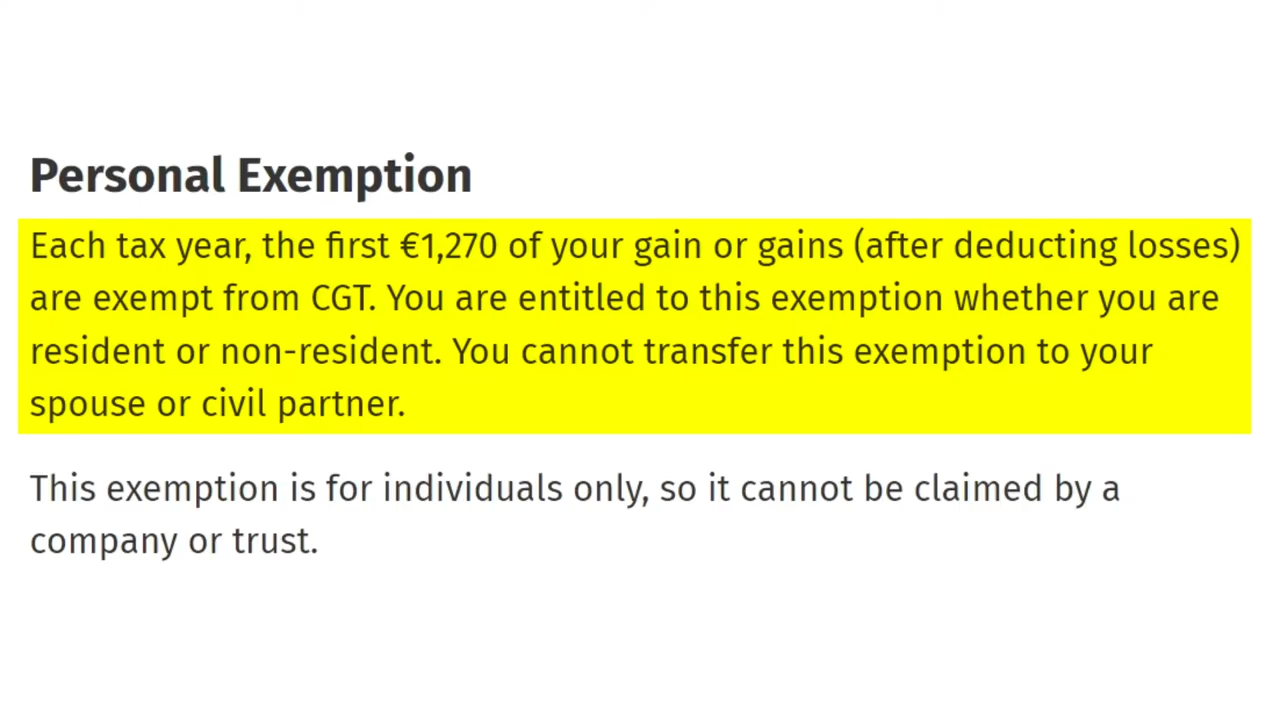 Personal Exemption
Each tax year, the first €1,270 of your gain or gains (after deducting losses)
are exempt from CGT. You are entitled to this exemption whether you are
resident or non-resident. You cannot transfer this exemption to your
spouse or civil partner.
This exemption is for individuals only, so it cannot be claimed by a
company or trust.